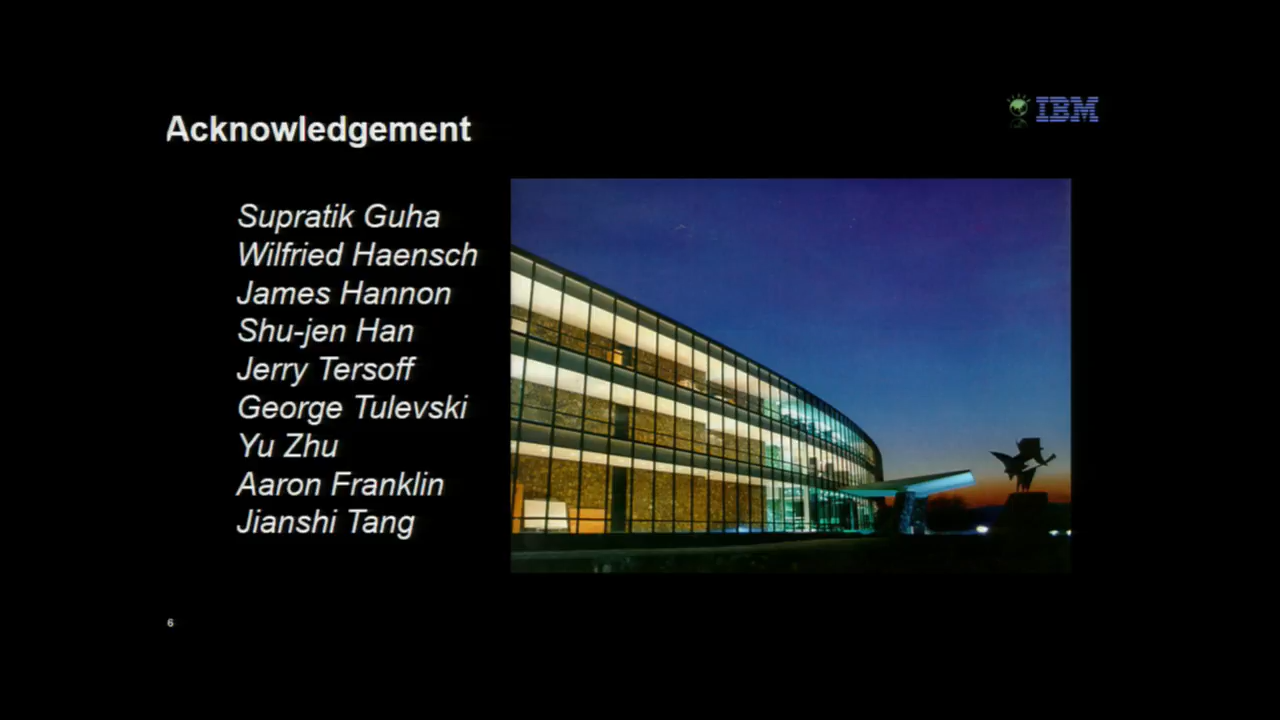 Acknowledgement
IBM
Supratik Guha
Wilfried Haensch
James Hannon
Shu-jen Han
Jerry Tersoff
George Tulevski
Yu Zhu
Aaron Franklin
Jianshi Tang
6